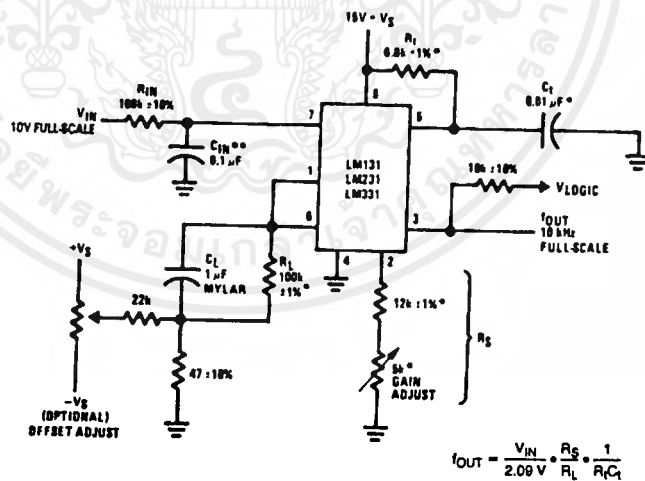 15V - VS
Rt
6.8k ±1%*
8
RIN
100k ±10%
VIN
10V FULL-SCALE
CIN**
0.1 µF
7
5
Ct
0.01 µF*
LM131
LM231
LM331
1
6
10k ±10%
VLOGIC
3
fOUT
10 kHz
FULL-SCALE
4
2
CL
1 µF
MYLAR
RL
100k
±1%*
+VS
22k
12k ±1%*
RS
47 ±10%
5k*
GAIN
ADJUST
-VS
(OPTIONAL)
OFFSET ADJUST
fOUT = VIN / 2.09 V • RS / RL • 1 / RtCt